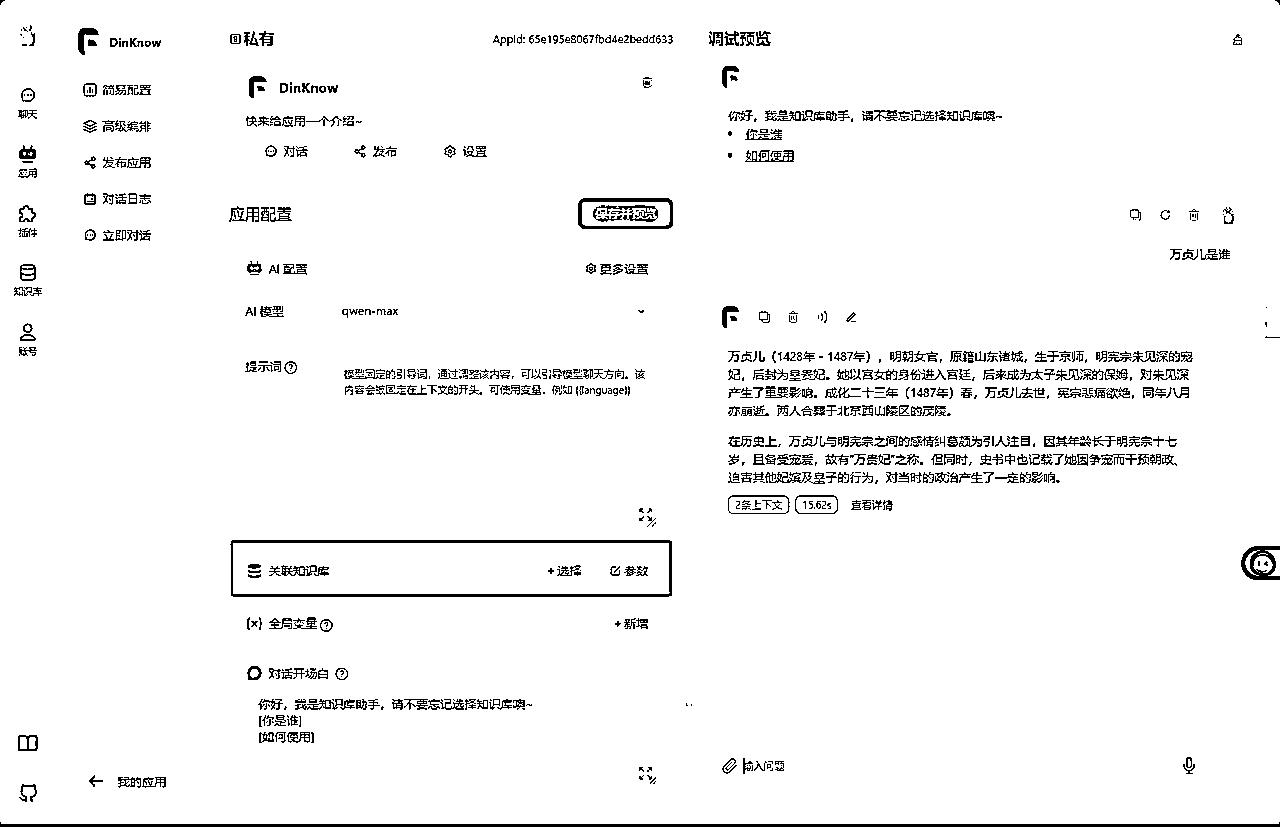 聊天
应用
插件
知识库
账号
DinKnow
简易配置
高级编排
发布应用
对话日志
立即对话
我的应用
私有
AppId: 65e195e8067fbd4e2bedd633
DinKnow
快来给应用一个介绍~
对话 发布 设置
应用配置
保存并预览
AI 配置
更多设置
AI 模型
qwen-max
提示词
模型固定的引导词，通过调整该内容，可以引导模型聊天方向。该
内容会被固定在上下文的开头。可使用变量，例如 {{language}}
关联知识库
+选择
参数
{x} 全局变量
+新增
对话开场白
你好，我是知识库助手，请不要忘记选择知识库噢~
[你是谁]
[如何使用]
调试预览
你好，我是知识库助手，请不要忘记选择知识库噢~
• 你是谁
• 如何使用
万贞儿是谁
万贞儿（1428年 - 1487年），明朝女官，原籍山东诸城，生于京师，明宪宗朱见深的宠
妃，后封为皇贵妃。她以宫女的身份进入宫廷，后来成为太子朱见深的保姆，对朱见深
产生了重要影响。成化二十三年（1487年）春，万贞儿去世，宪宗悲痛欲绝，同年八月
亦崩逝。两人合葬于北京西山陵区的茂陵。
在历史上，万贞儿与明宪宗之间的感情纠葛颇为引人注目，因其年龄长于明宪宗十七
岁，且备受宠爱，故有"万贵妃"之称。但同时，史书中也记载了她因争宠而干预朝政、
迫害其他妃嫔及皇子的行为，对当时的政治产生了一定的影响。
2条上下文 15.62s 查看详情
输入问题